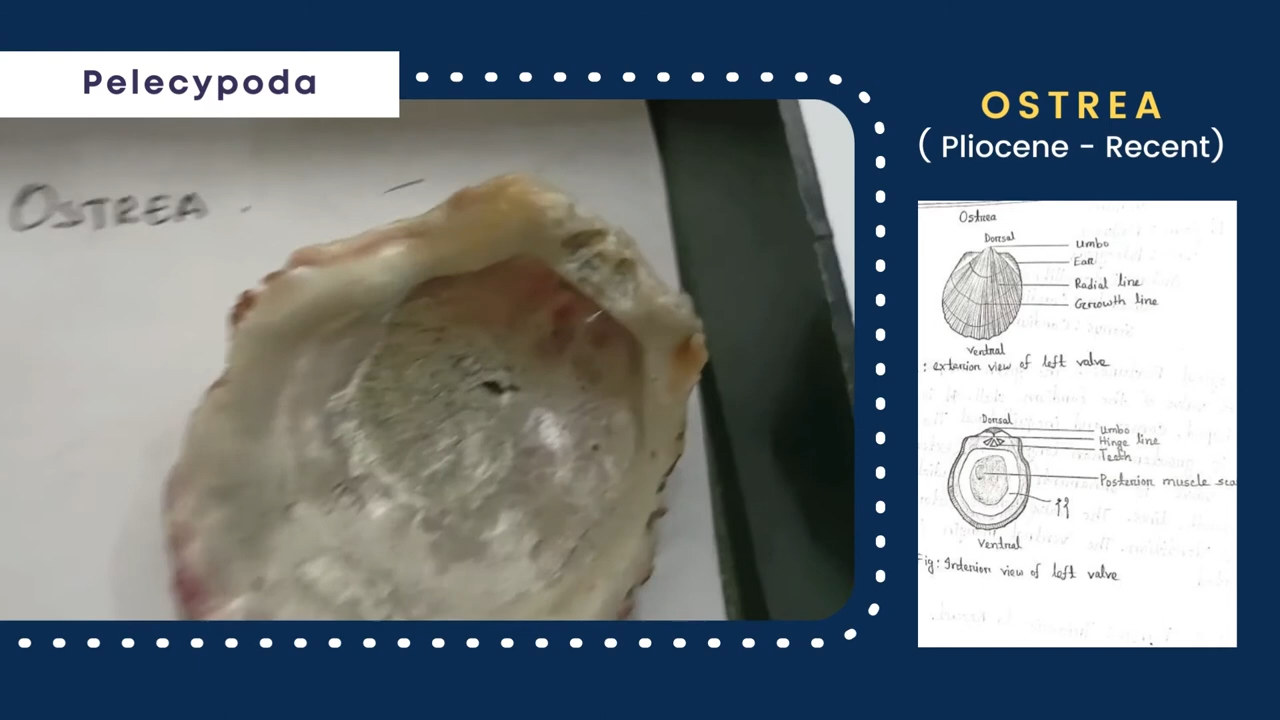 Pelecypoda
OSTREA
OSTREA
( Pliocene - Recent)
Ostrea
Dorsal
Umbo
Ear
Radial line
Growth line
Ventral
: exterior view of left valve
Dorsal
Umbo
Hinge line
Teeth
Posterior muscle sca
Ventral
Fig: Interior view of left valve